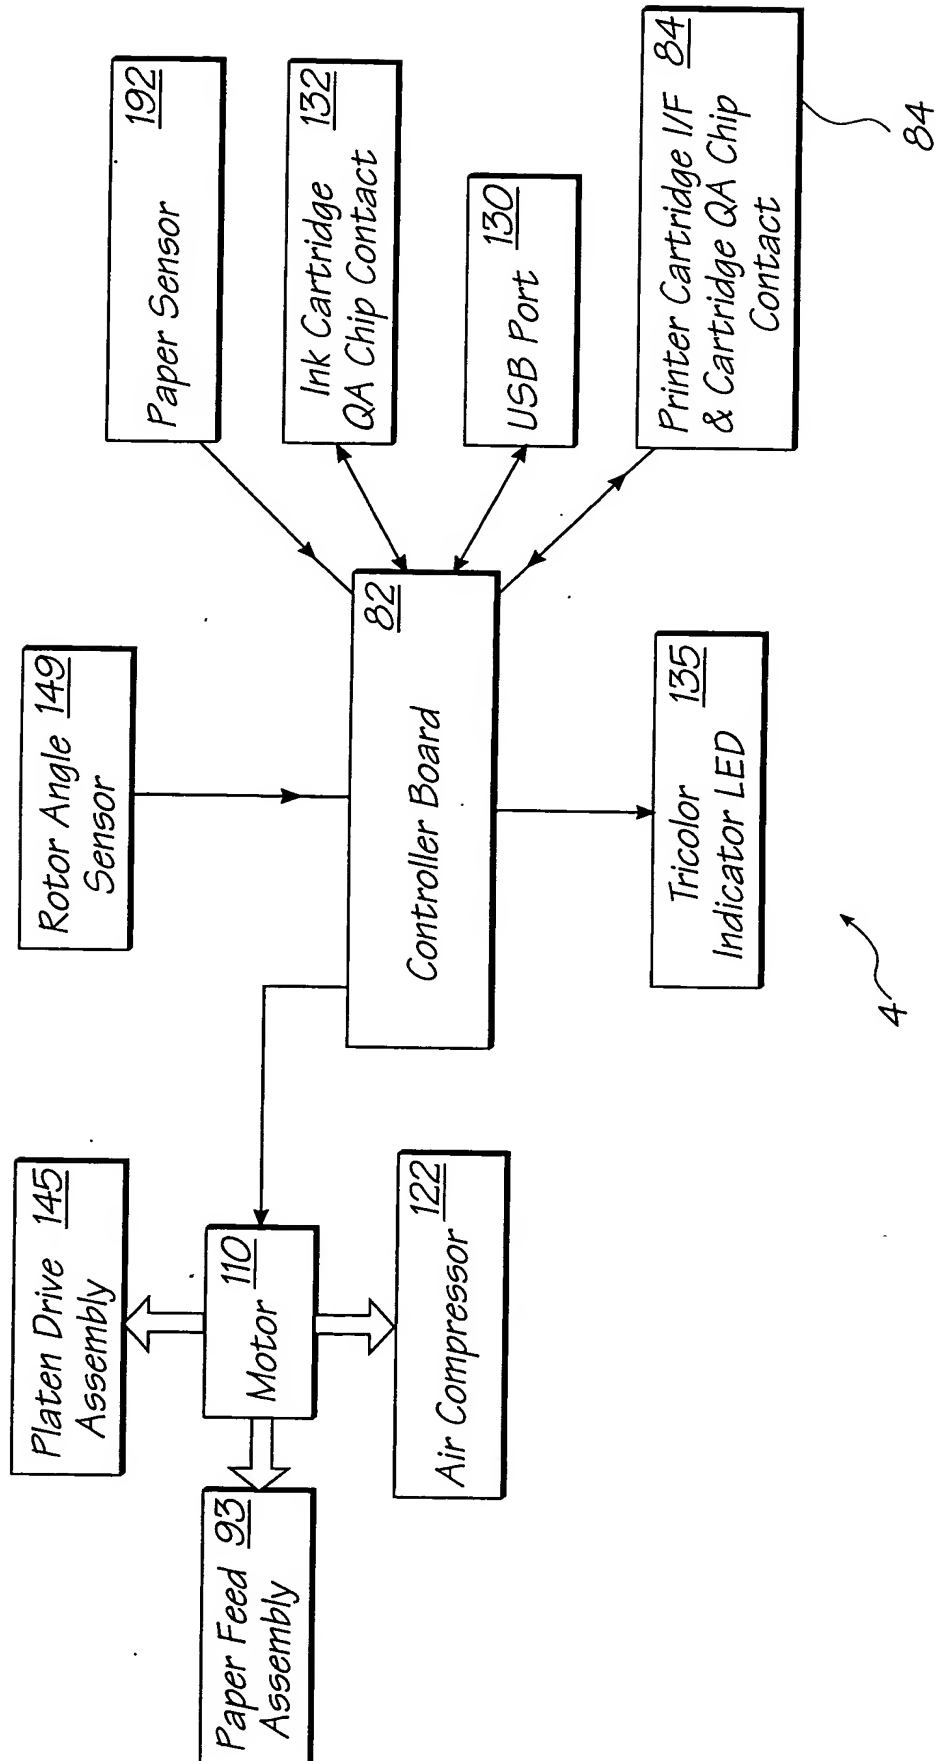 Paper Feed 93
Assembly
Platen Drive 145
Assembly
Motor 110
Air Compressor 122
Rotor Angle 149
Sensor
Controller Board 82
Tricolor 135
Indicator LED
Paper Sensor 192
Ink Cartridge 132
QA Chip Contact
USB Port 130
Printer Cartridge I/F 84
& Cartridge QA Chip
Contact
84
4